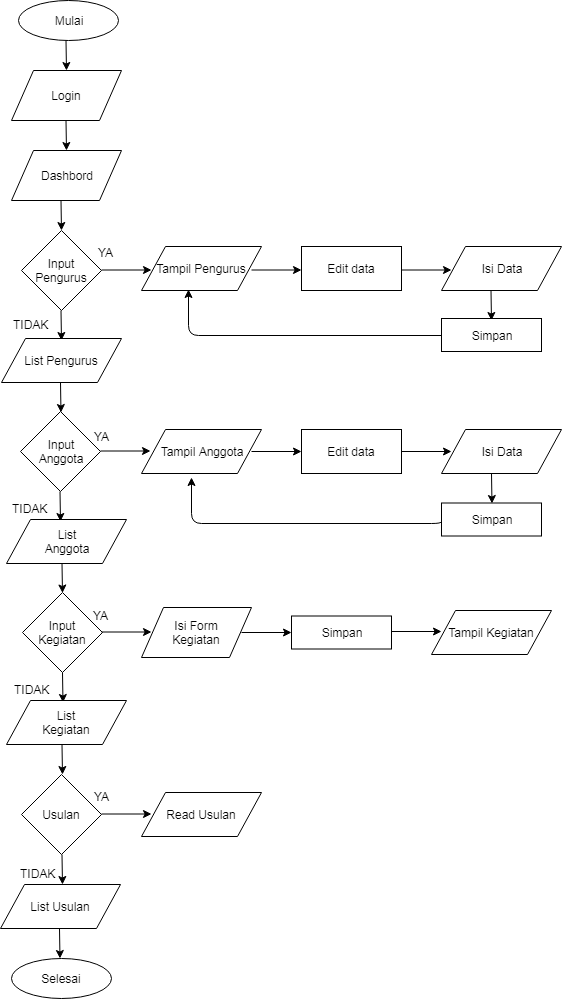 Mulai
Login
Dashbord
Input
Pengurus
YA
Tampil Pengurus
Edit data
Isi Data
Simpan
TIDAK
List Pengurus
Input
Anggota
YA
Tampil Anggota
Edit data
Isi Data
Simpan
TIDAK
List
Anggota
Input
Kegiatan
YA
Isi Form
Kegiatan
Simpan
Tampil Kegiatan
TIDAK
List
Kegiatan
Usulan
YA
Read Usulan
TIDAK
List Usulan
Selesai